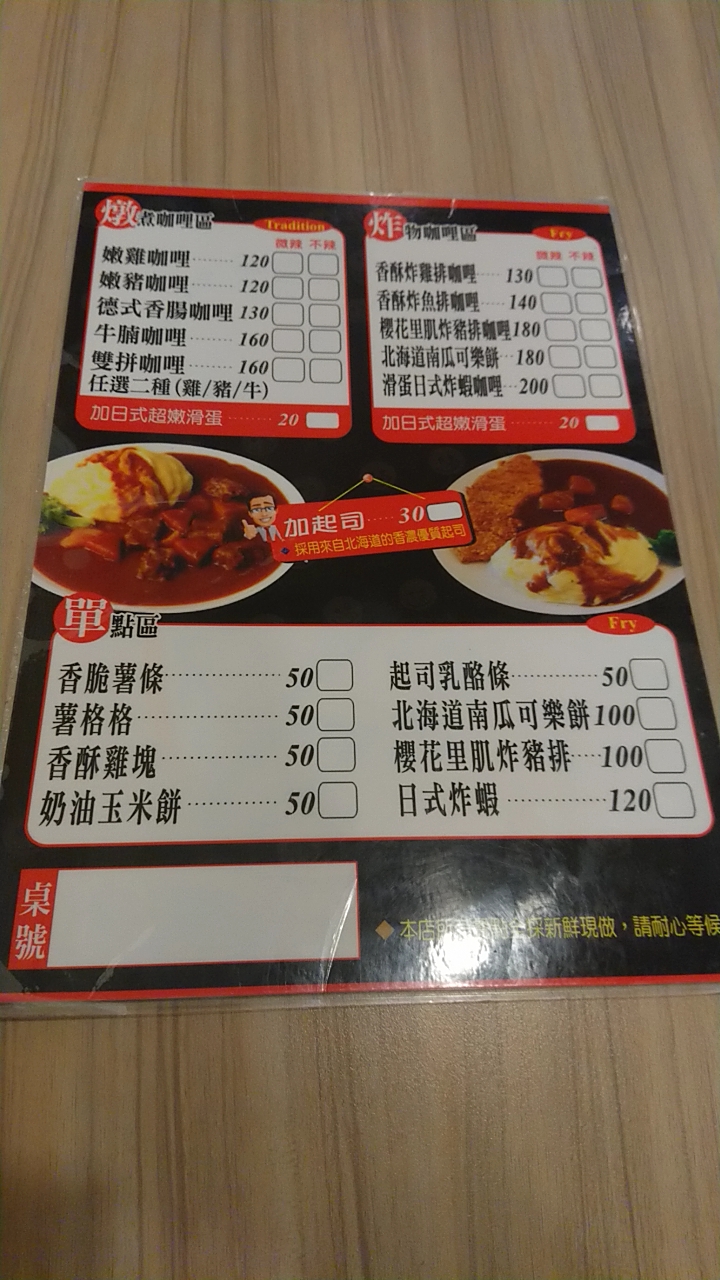 燉煮咖哩區 Tradition
微辣 不辣
嫩雞咖哩 120
嫩豬咖哩 120
德式香腸咖哩 130
牛腩咖哩 160
雙拼咖哩 160
任選二種(雞/豬/牛)
加日式超嫩滑蛋 20
炸物咖哩區 Fry
微辣 不辣
香酥炸雞排咖哩 130
香酥炸魚排咖哩 140
櫻花里肌炸豬排咖哩 180
北海道南瓜可樂餅 180
滑蛋日式炸蝦咖哩 200
加日式超嫩滑蛋 20
加起司 30
採用來自北海道的香濃優質起司
單點區 Fry
香脆薯條 50
薯格格 50
香酥雞塊 50
奶油玉米餅 50
起司乳酪條 50
北海道南瓜可樂餅 100
櫻花里肌炸豬排 100
日式炸蝦 120
桌號
本店所有 採新鮮現做，請耐心等候